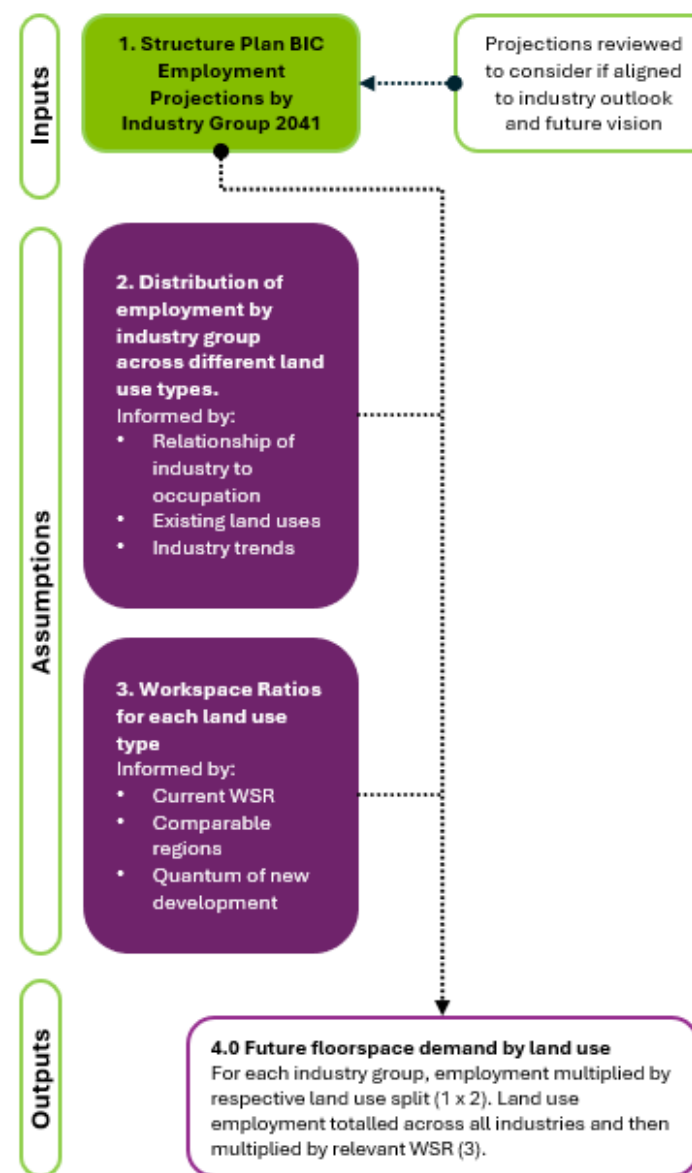 Inputs
1. Structure Plan BIC
Employment
Projections by
Industry Group 2041
Projections reviewed
to consider if aligned
to industry outlook
and future vision
Assumptions
2. Distribution of
employment by
industry group
across different land
use types.
Informed by:
• Relationship of
industry to
occupation
• Existing land uses
• Industry trends
3. Workspace Ratios
for each land use
type
Informed by:
• Current WSR
• Comparable
regions
• Quantum of new
development
Outputs
4.0 Future floorspace demand by land use
For each industry group, employment multiplied by
respective land use split (1 x 2). Land use
employment totalled across all industries and then
multiplied by relevant WSR (3).